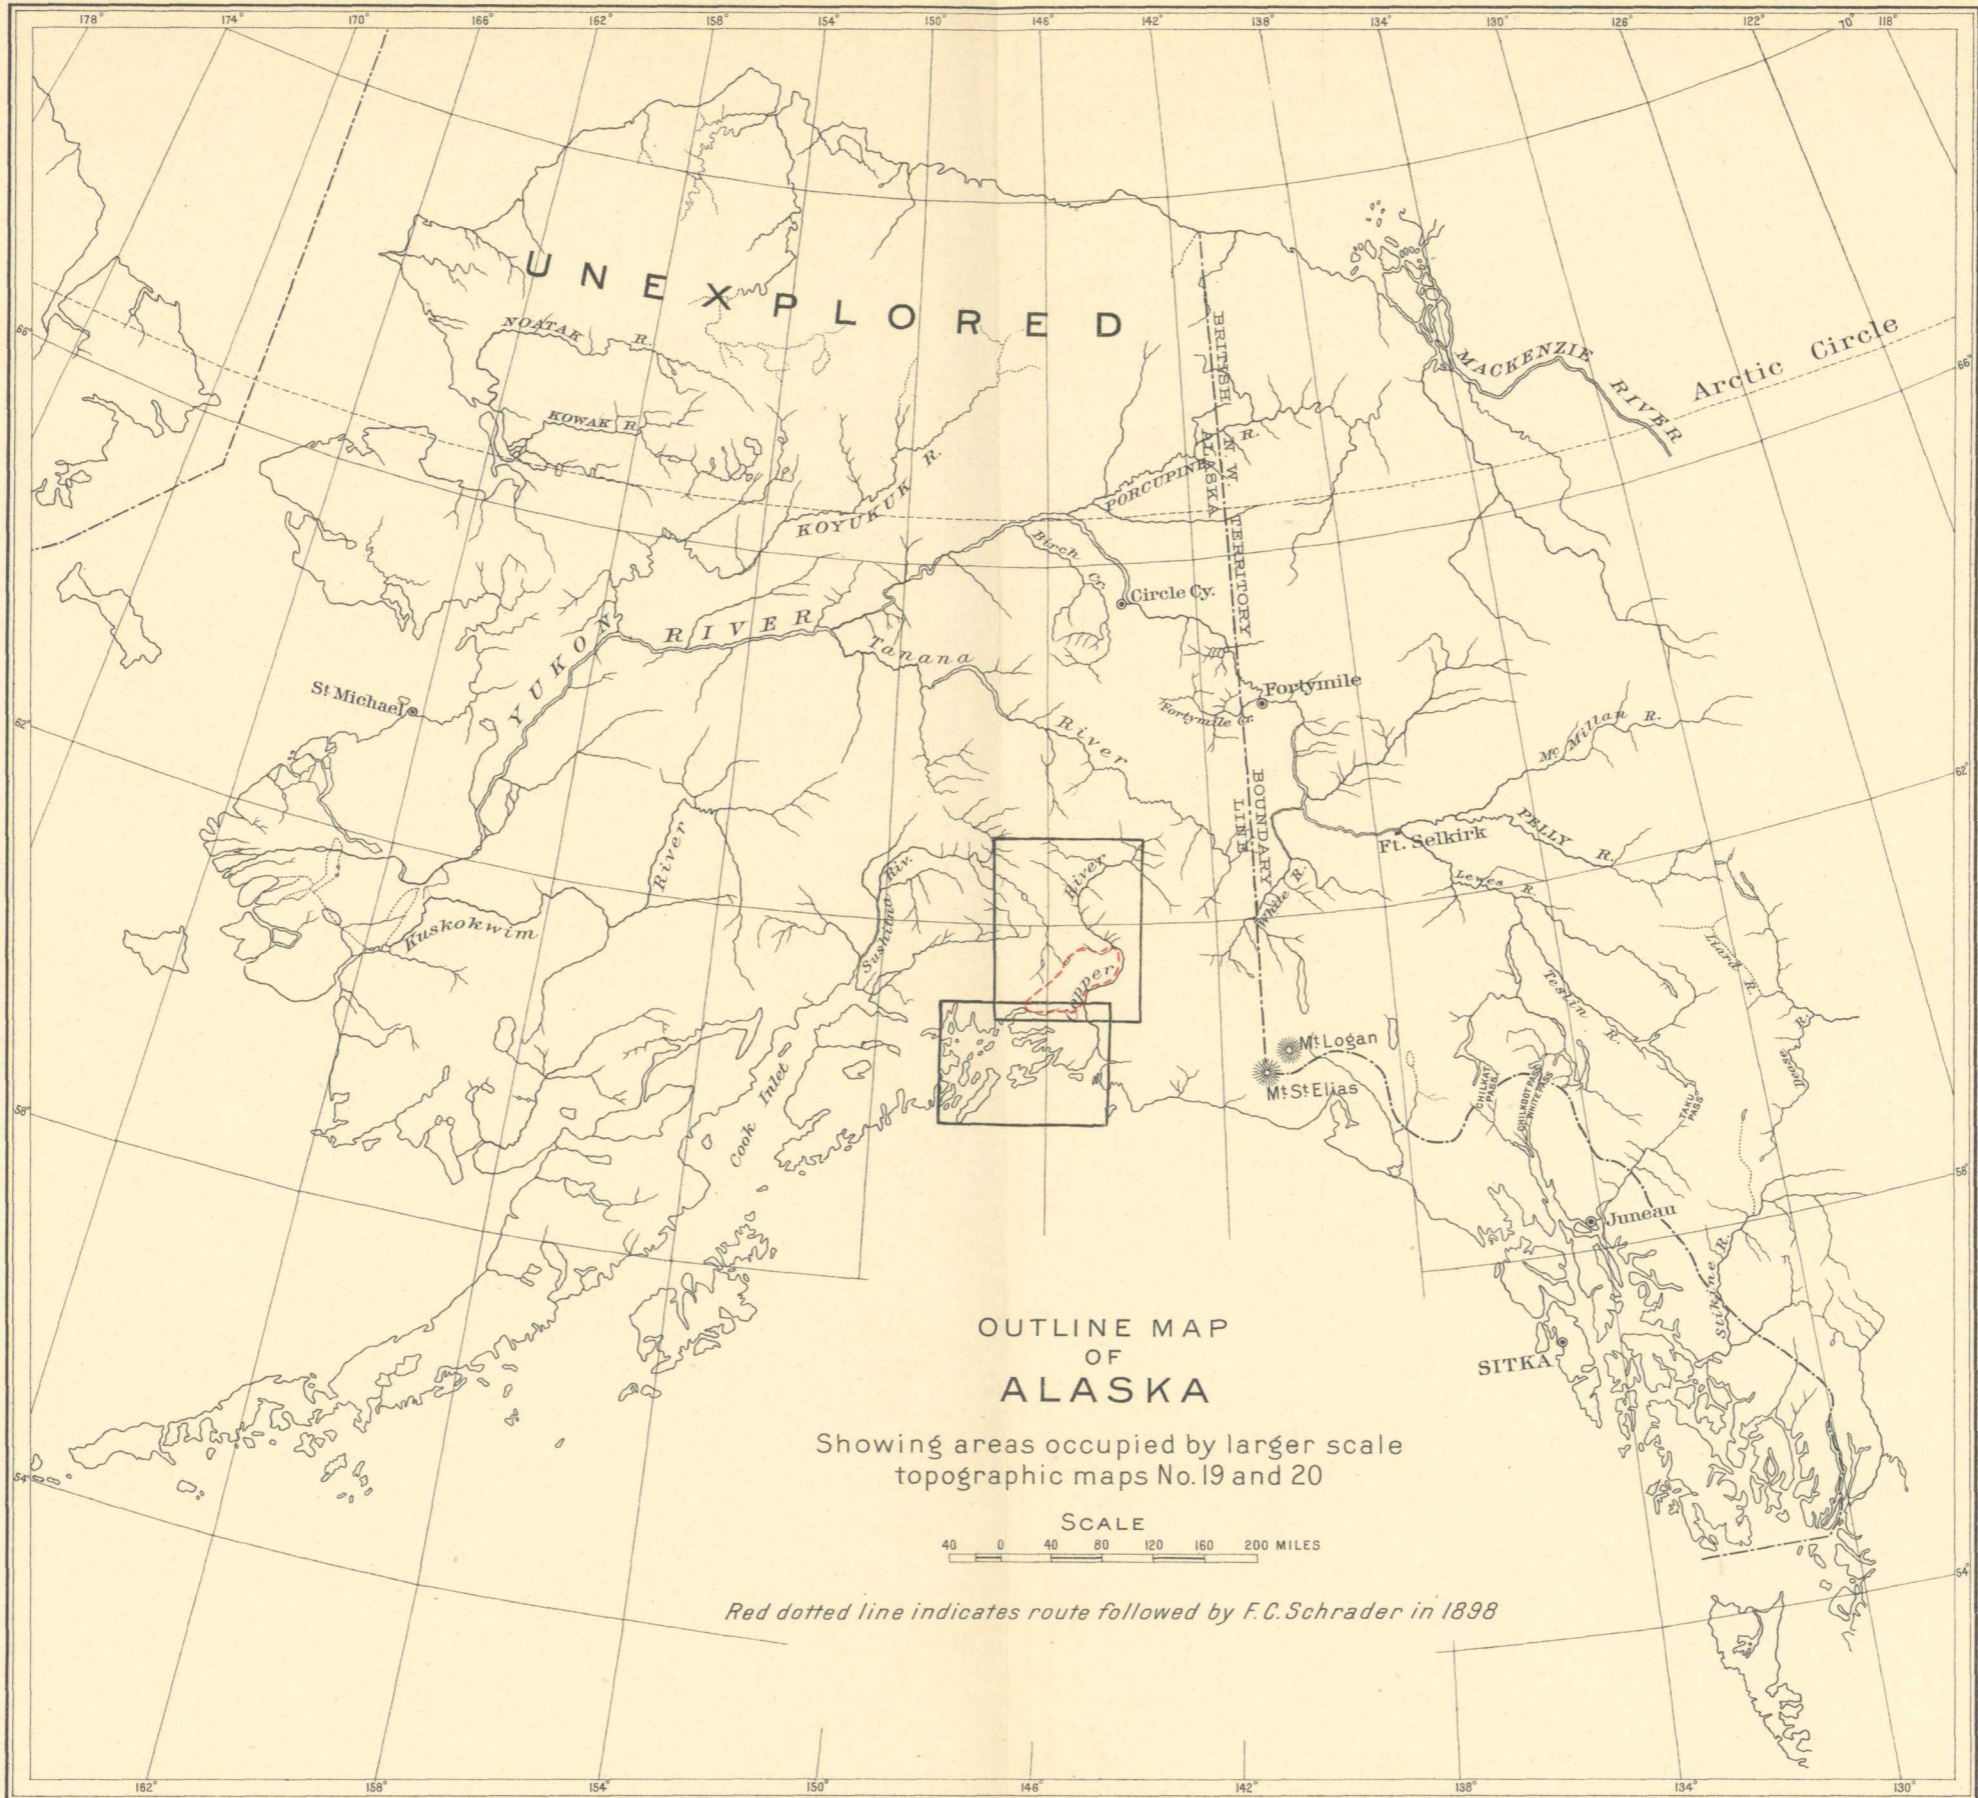 178° 174° 170° 166° 162° 158° 154° 150° 146° 142° 138° 134° 130° 126° 122° 70° 118°
UNEXPLORED
NOATAK R.
KOWAK R.
KOYUKUK R.
PORCUPINE R.
BRITISH N. W. TERRITORY
ALASKA
BOUNDARY LINE
MACKENZIE RIVER
Arctic Circle
66°
66°
Birch Cr.
Circle Cy.
YUKON RIVER
Tanana River
St. Michael
Fortymile
Fortymile Cr.
McMillan R.
62°
62°
PELLY R.
Ft. Selkirk
Lewes R.
White R.
River
Kuskokwim
Sushitna Riv.
Copper River
Liard R.
Teslin R.
Dease R.
Mt. Logan
Mt. St. Elias
CHILKAT PASS
CHILKOOT PASS
WHITE PASS
TAKU PASS
Cook Inlet
58°
58°
Juneau
Stikine R.
SITKA
OUTLINE MAP
OF
ALASKA
Showing areas occupied by larger scale
topographic maps No. 19 and 20
SCALE
40 0 40 80 120 160 200 MILES
54°
54°
Red dotted line indicates route followed by F. C. Schrader in 1898
162° 158° 154° 150° 146° 142° 138° 134° 130°